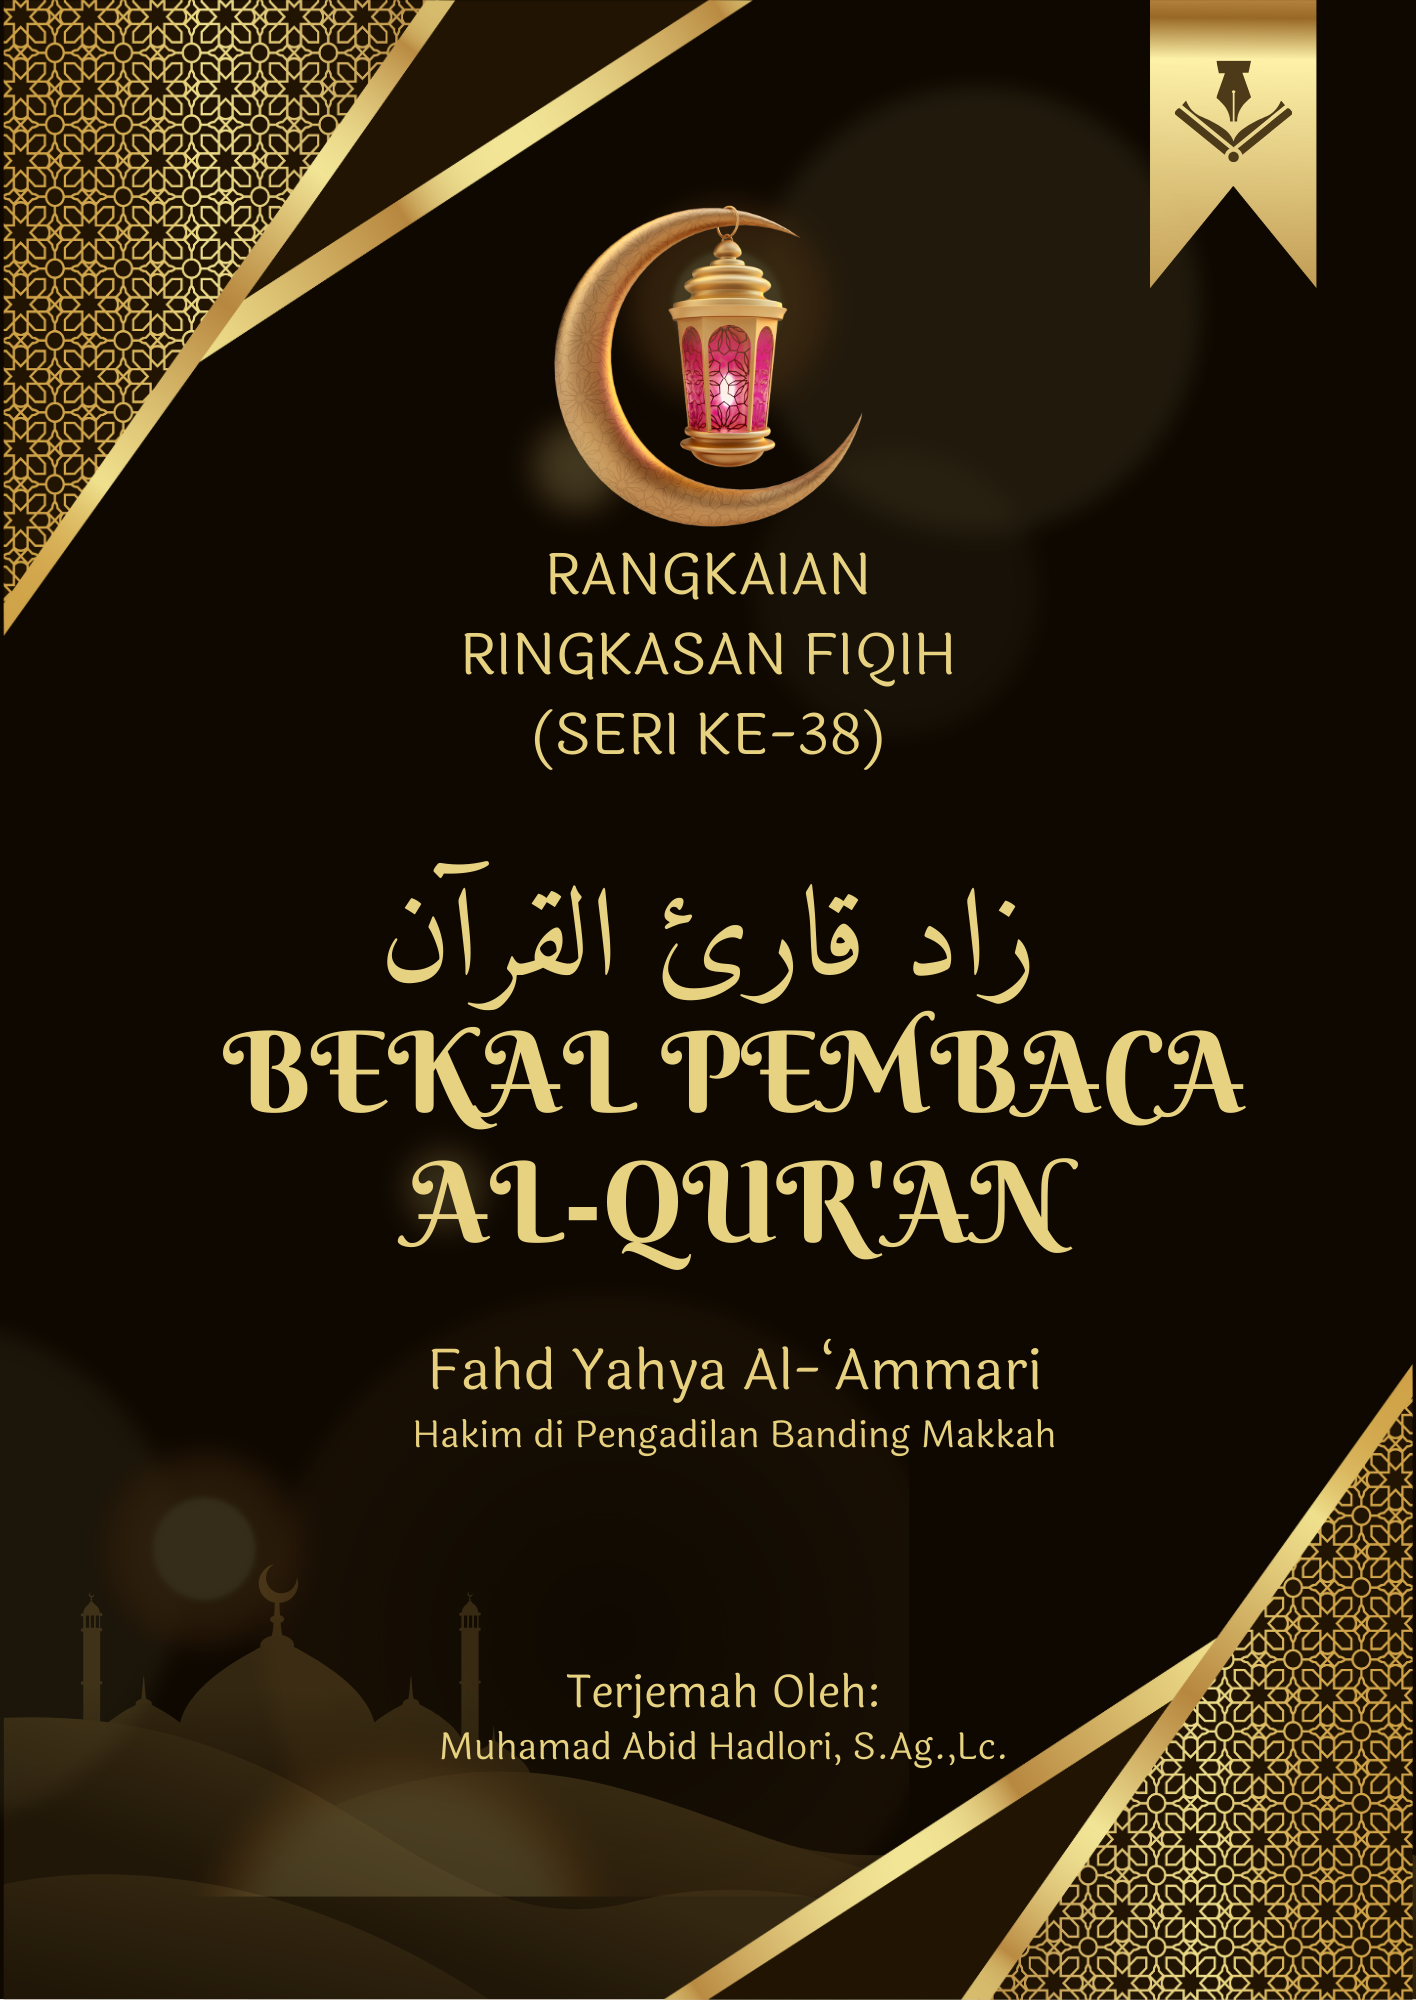 RANGKAIAN
RINGKASAN FIQIH
(SERI KE-38)
زاد قارئ القرآن
BEKAL PEMBACA
AL-QUR'AN
Fahd Yahya Al-‘Ammari
Hakim di Pengadilan Banding Makkah
Terjemah Oleh:
Muhamad Abid Hadlori, S.Ag.,Lc.